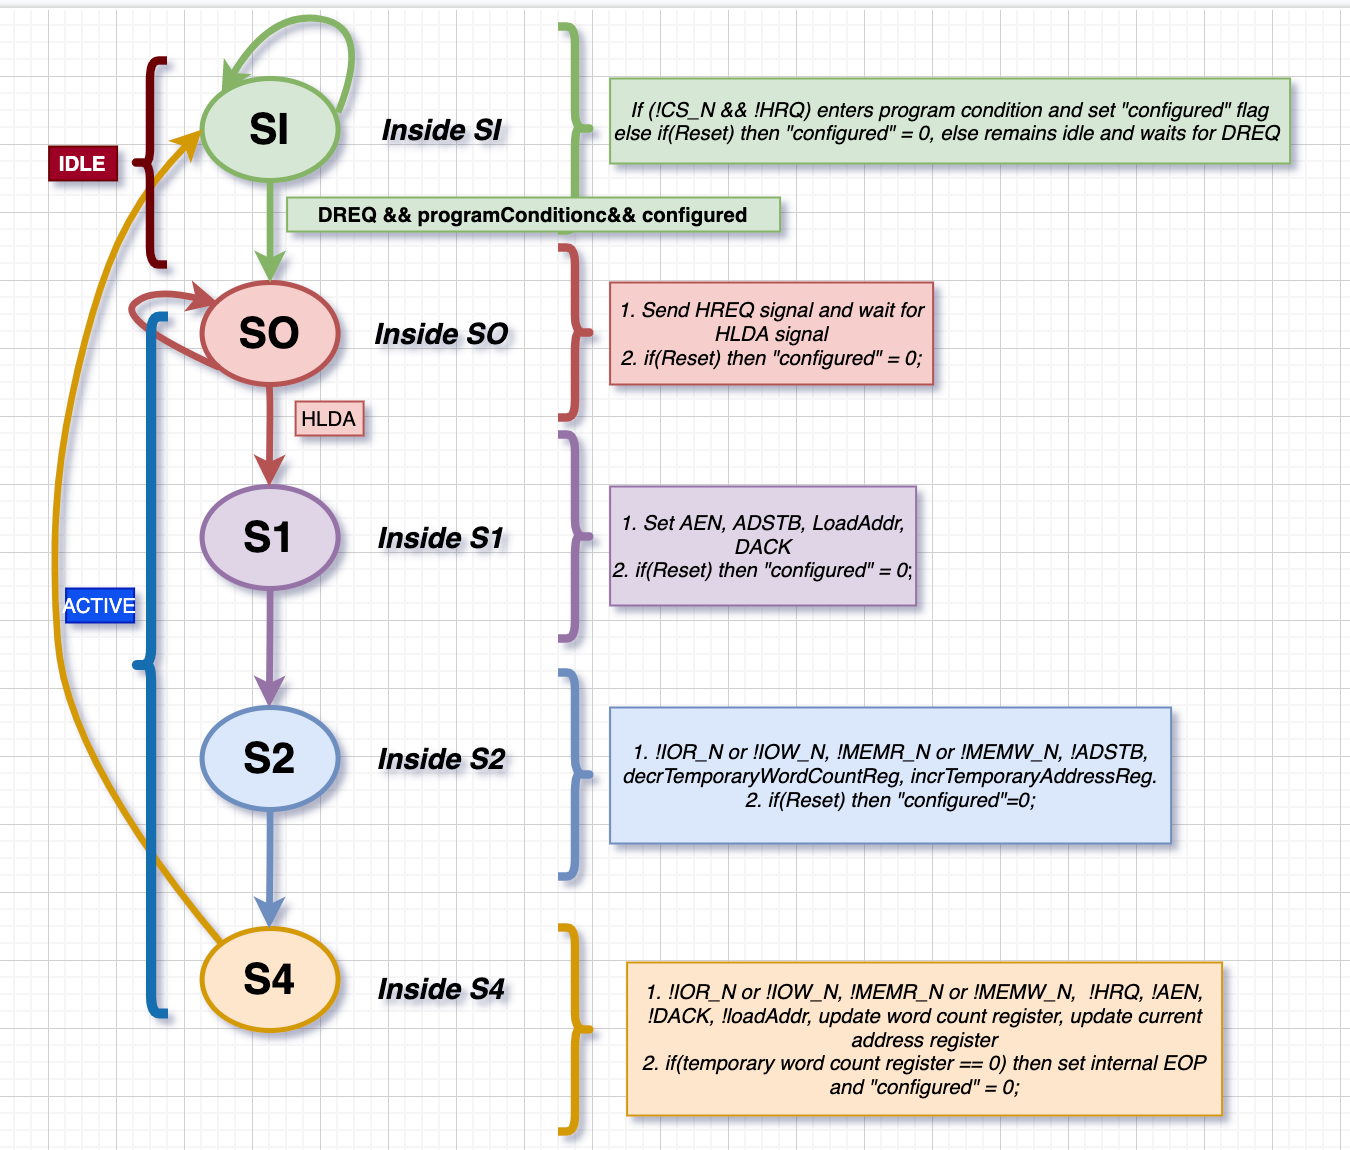 SI
Inside SI
If (!CS_N && !HRQ) enters program condition and set "configured" flag
else if(Reset) then "configured" = 0, else remains idle and waits for DREQ
IDLE
DREQ && programConditionc&& configured
SO
Inside SO
1. Send HREQ signal and wait for
HLDA signal
2. if(Reset) then "configured" = 0;
HLDA
S1
Inside S1
1. Set AEN, ADSTB, LoadAddr,
DACK
2. if(Reset) then "configured" = 0;
ACTIVE
S2
Inside S2
1. !IOR_N or !IOW_N, !MEMR_N or !MEMW_N, !ADSTB,
decrTemporaryWordCountReg, incrTemporaryAddressReg.
2. if(Reset) then "configured"=0;
S4
Inside S4
1. !IOR_N or !IOW_N, !MEMR_N or !MEMW_N, !HRQ, !AEN,
!DACK, !loadAddr, update word count register, update current
address register
2. if(temporary word count register == 0) then set internal EOP
and "configured" = 0;